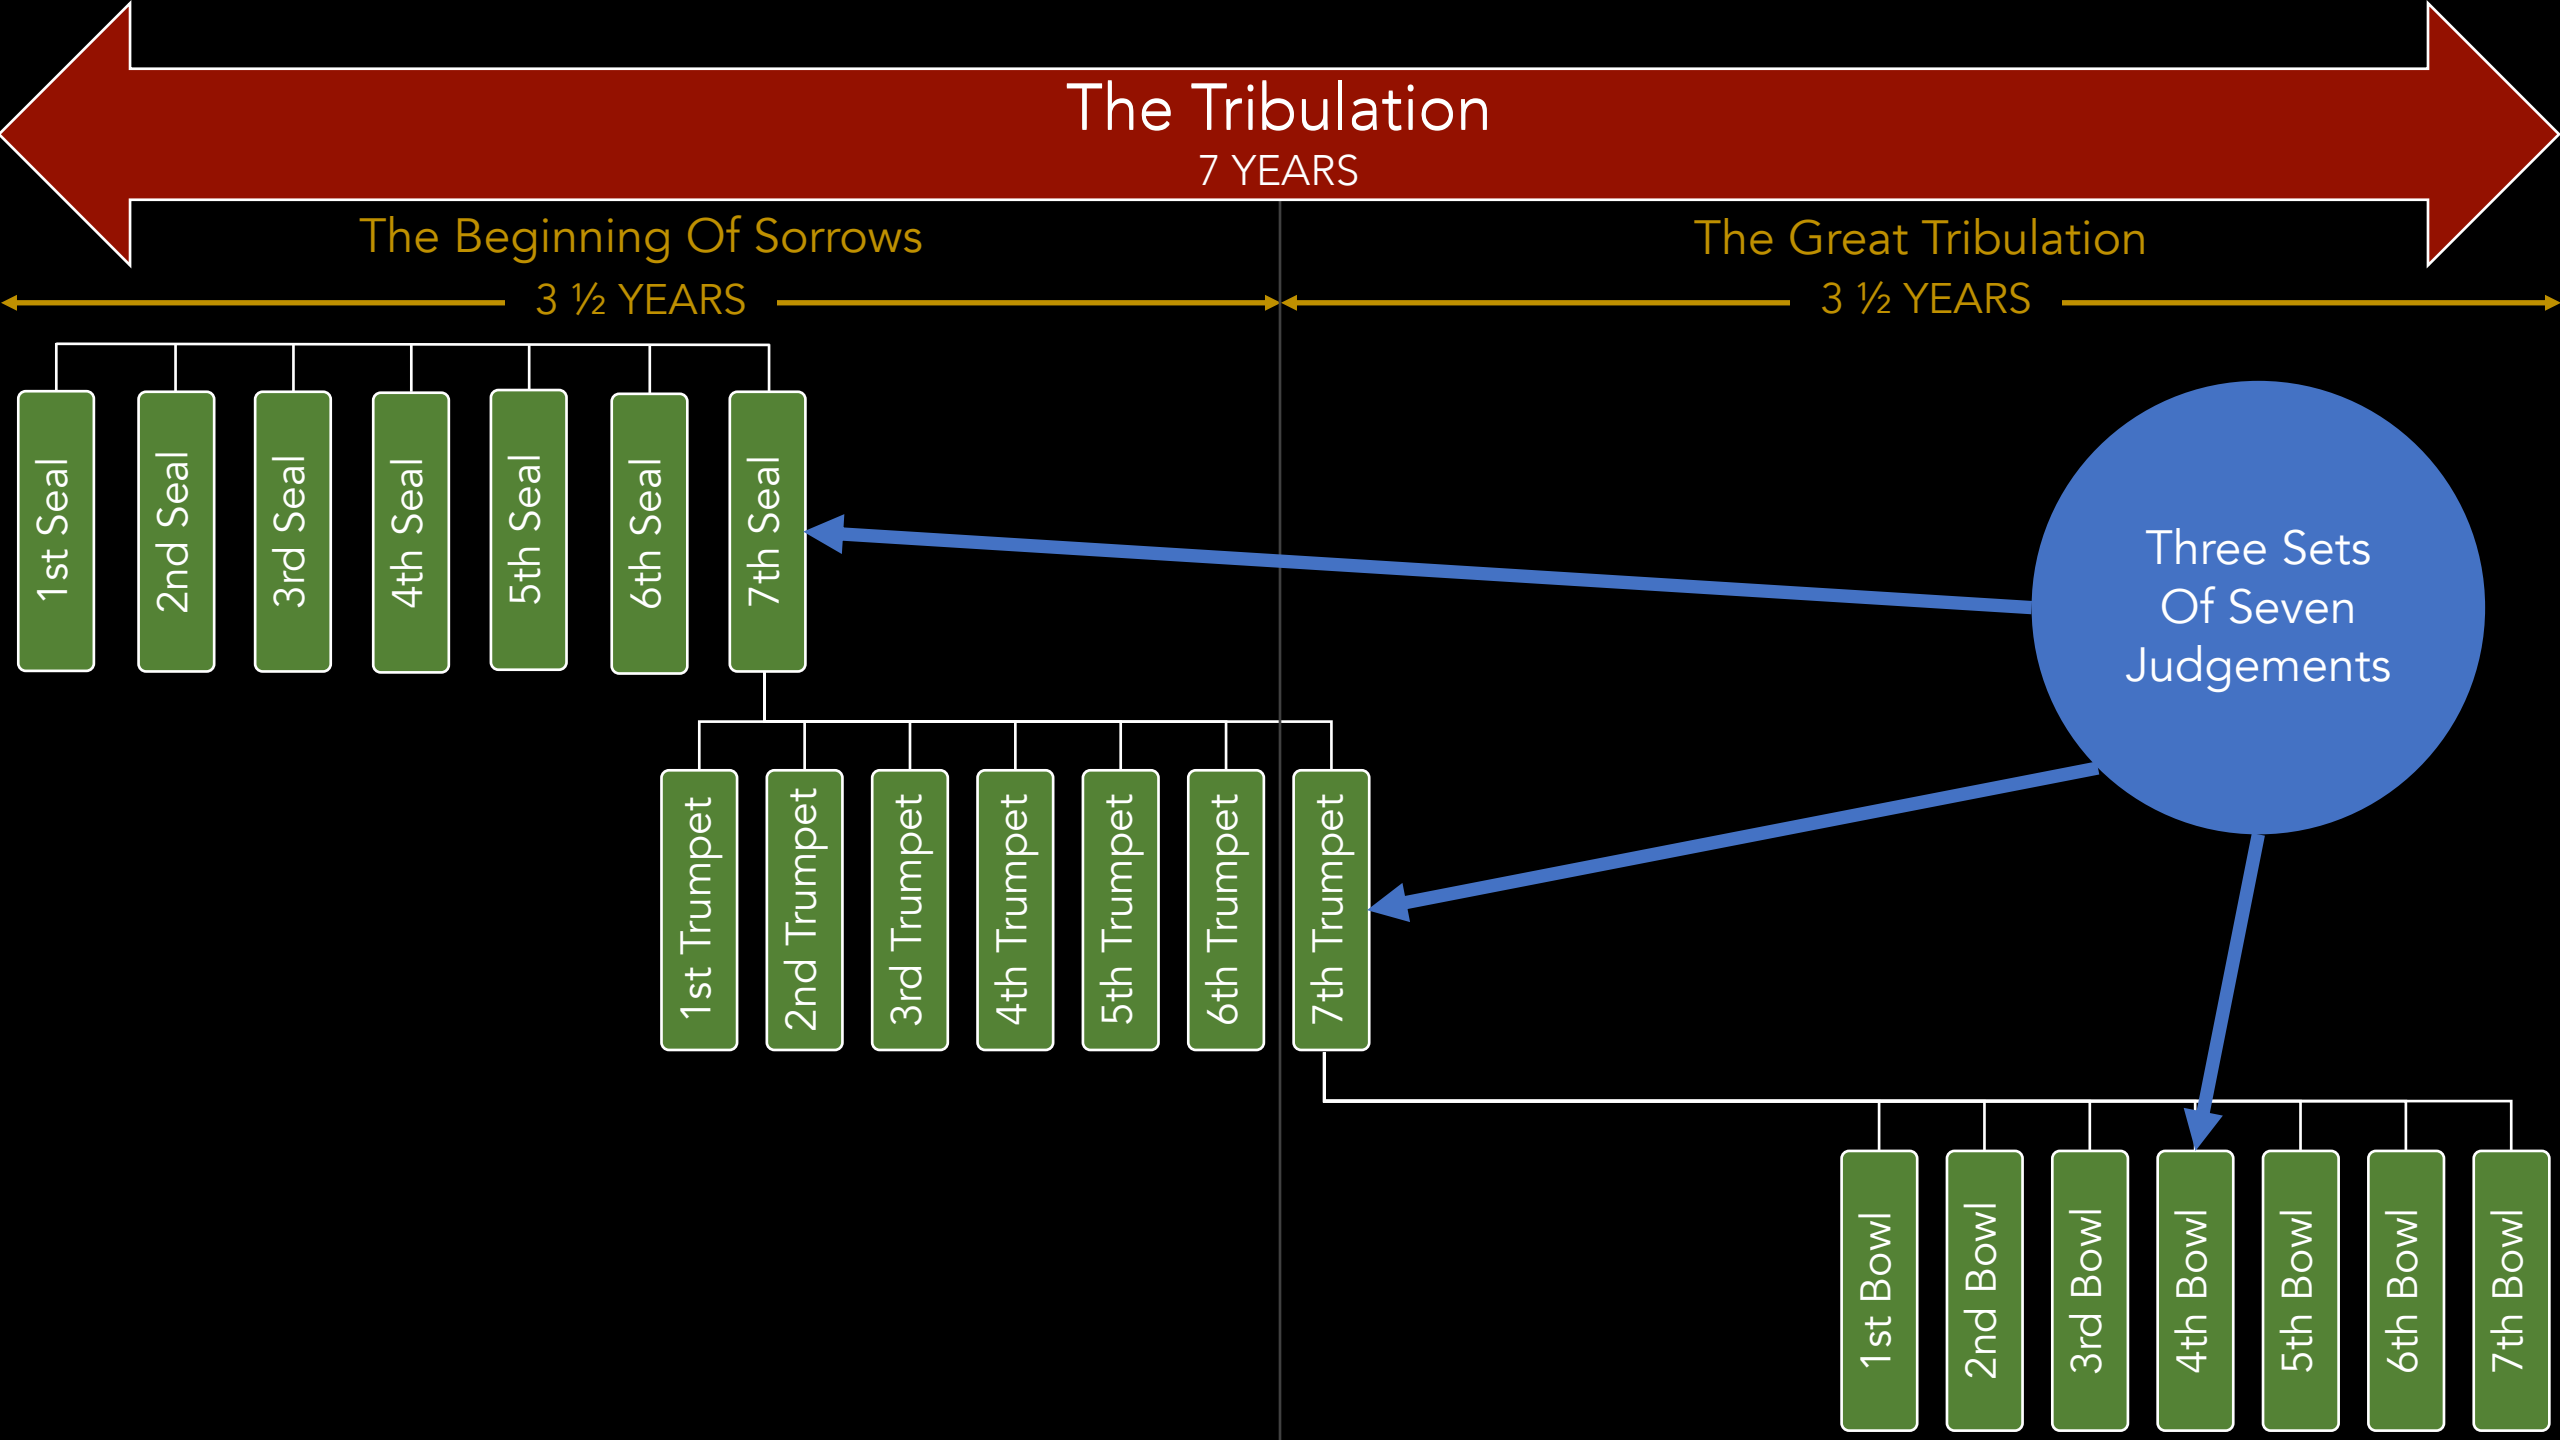 The Tribulation
7 YEARS
The Beginning Of Sorrows
The Great Tribulation
3 ½ YEARS
3 ½ YEARS
1st Seal
2nd Seal
3rd Seal
4th Seal
5th Seal
6th Seal
7th Seal
Three Sets
Of Seven
Judgements
1st Trumpet
2nd Trumpet
3rd Trumpet
4th Trumpet
5th Trumpet
6th Trumpet
7th Trumpet
1st Bowl
2nd Bowl
3rd Bowl
4th Bowl
5th Bowl
6th Bowl
7th Bowl